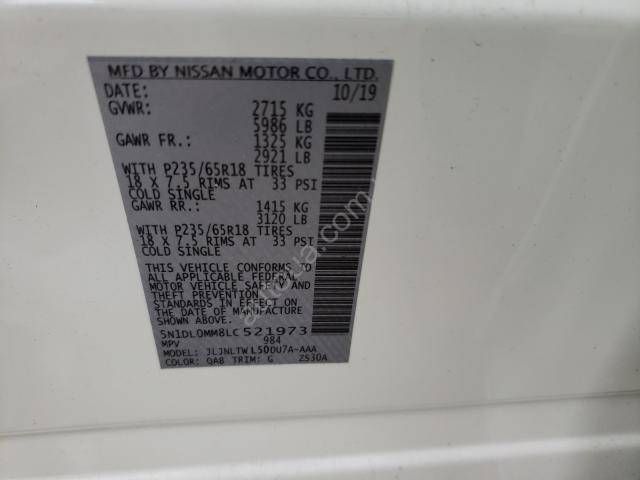 MFD BY NISSAN MOTOR CO., LTD.
DATE: 10/19
GVWR: 2715 KG
5986 LB
GAWR FR.: 1325 KG
2921 LB
WITH P235/65R18 TIRES
18 X 7.5 RIMS AT 33 PSI
COLD SINGLE
GAWR RR.: 1415 KG
3120 LB
WITH P235/65R18 TIRES
18 X 7.5 RIMS AT 33 PSI
COLD SINGLE
THIS VEHICLE CONFORMS TO
ALL APPLICABLE FEDERAL
MOTOR VEHICLE SAFETY AND
THEFT PREVENTION
STANDARDS IN EFFECT ON
THE DATE OF MANUFACTURE
SHOWN ABOVE.
5N1DL0MM8LC521973
MPV 984
MODEL: JLJNLTWL50UU7A-AAA
COLOR: QAB TRIM: G ZS30A